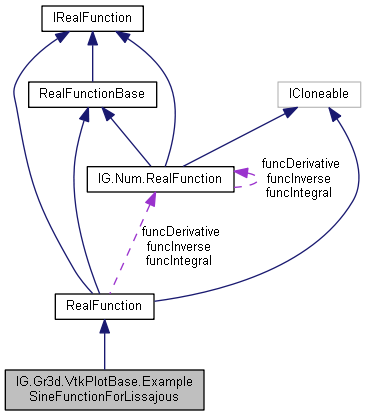 IRealFunction
RealFunctionBase
ICloneable
IG.Num.RealFunction
funcDerivative
funcInverse
funcIntegral
funcDerivative
funcInverse
funcIntegral
RealFunction
IG.Gr3d.VtkPlotBase.Example
SineFunctionForLissajous